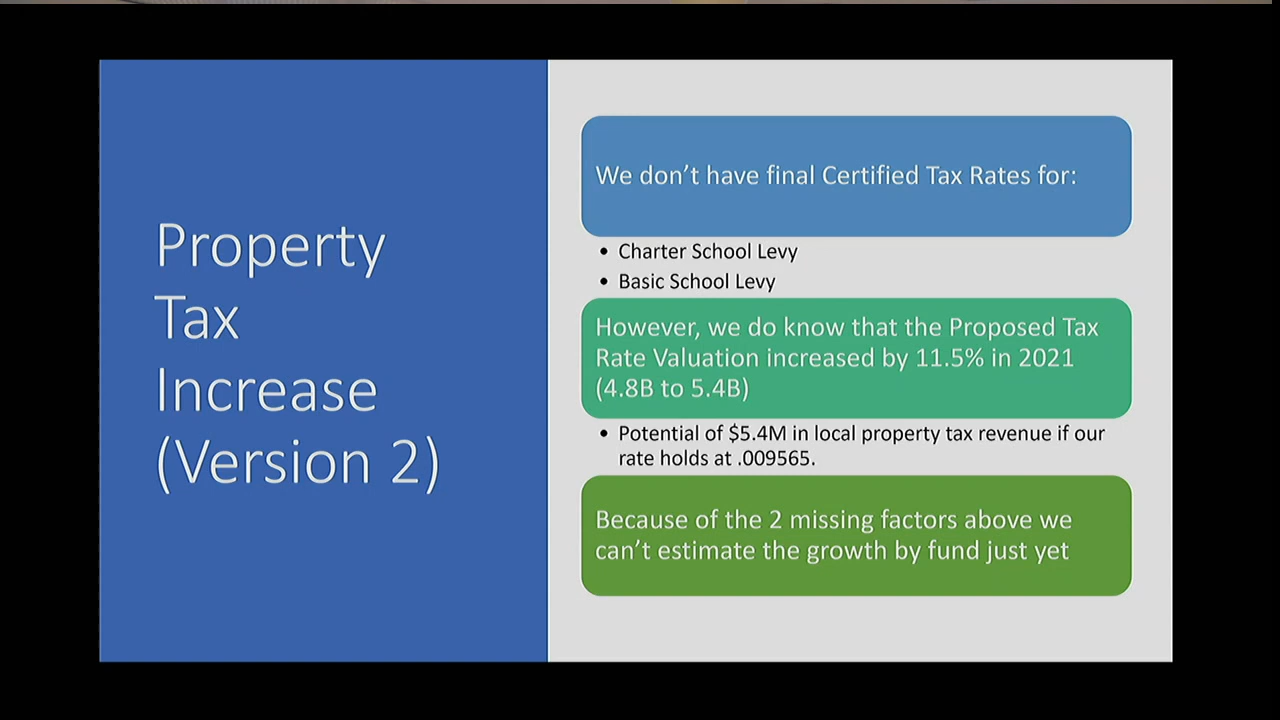 Property
Tax
Increase
(Version 2)
We don’t have final Certified Tax Rates for:
• Charter School Levy
• Basic School Levy
However, we do know that the Proposed Tax
Rate Valuation increased by 11.5% in 2021
(4.8B to 5.4B)
• Potential of $5.4M in local property tax revenue if our
rate holds at .009565.
Because of the 2 missing factors above we
can’t estimate the growth by fund just yet